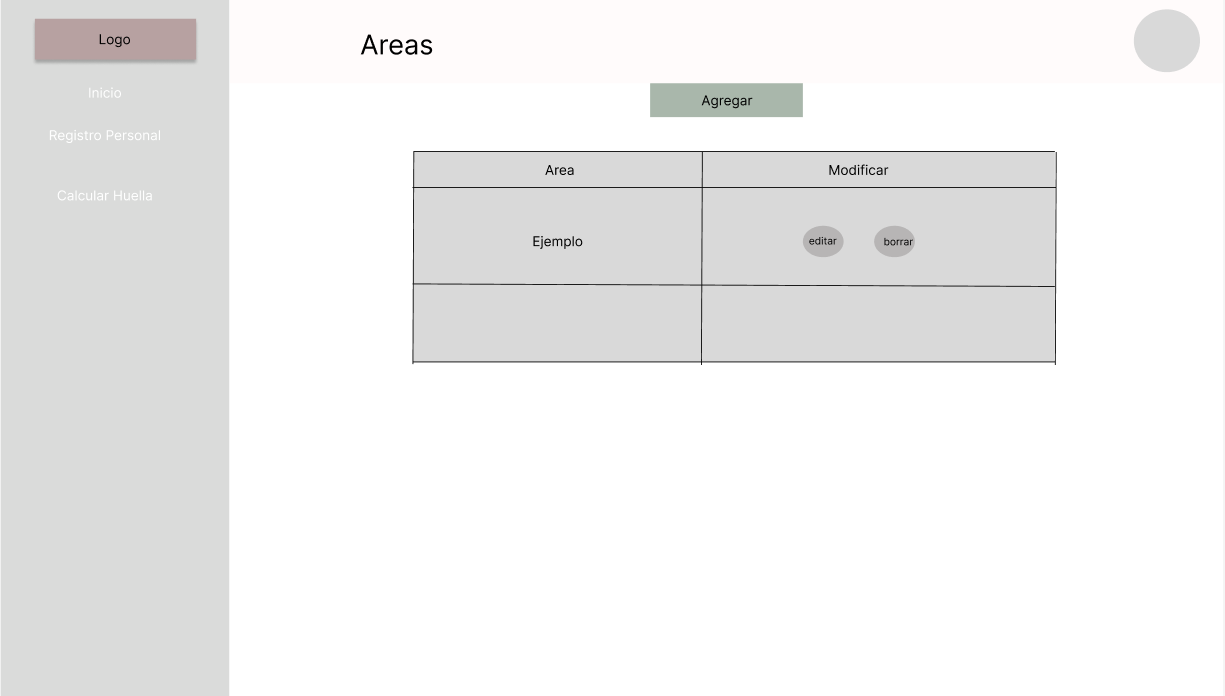 Logo
Areas
Inicio
Agregar
Registro Personal
Area
Modificar
Calcular Huella
Ejemplo
editar
borrar